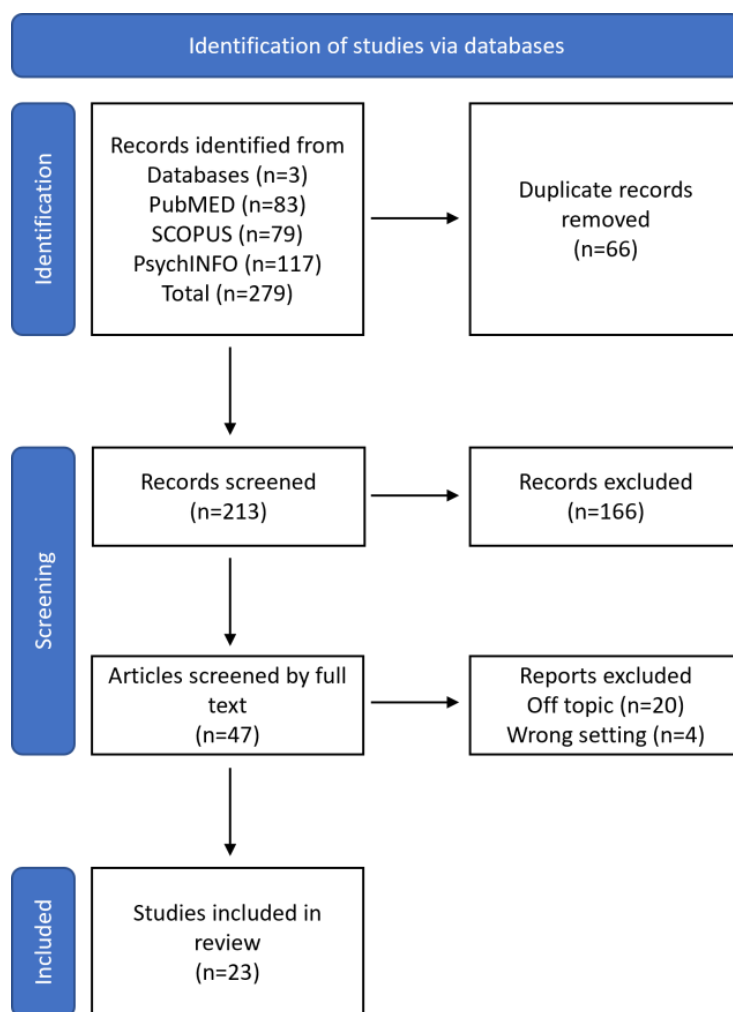 Identification of studies via databases
Identification
Records identified from
Databases (n=3)
PubMED (n=83)
SCOPUS (n=79)
PsychINFO (n=117)
Total (n=279)
Duplicate records
removed
(n=66)
Screening
Records screened
(n=213)
Records excluded
(n=166)
Articles screened by full
text
(n=47)
Reports excluded
Off topic (n=20)
Wrong setting (n=4)
Included
Studies included in
review
(n=23)